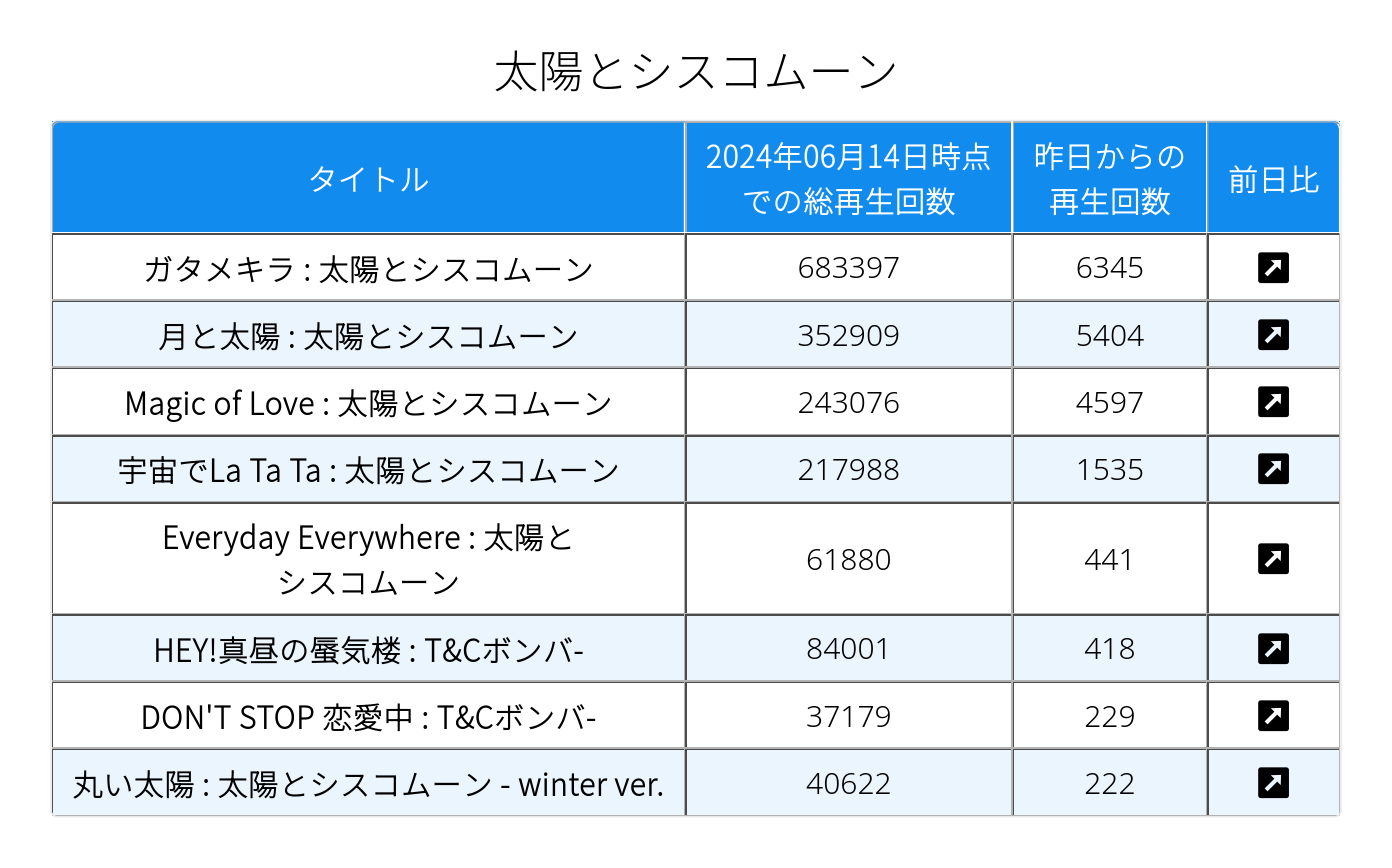 太陽とシスコムーン
タイトル
2024年06月14日時点
での総再生回数
昨日からの
再生回数
前日比
ガタメキラ : 太陽とシスコムーン 683397 6345
月と太陽 : 太陽とシスコムーン 352909 5404
Magic of Love : 太陽とシスコムーン 243076 4597
宇宙でLa Ta Ta : 太陽とシスコムーン 217988 1535
Everyday Everywhere : 太陽と
シスコムーン
61880 441
HEY!真昼の蜃気楼 : T&Cボンバ- 84001 418
DON'T STOP 恋愛中 : T&Cボンバ- 37179 229
丸い太陽 : 太陽とシスコムーン - winter ver. 40622 222